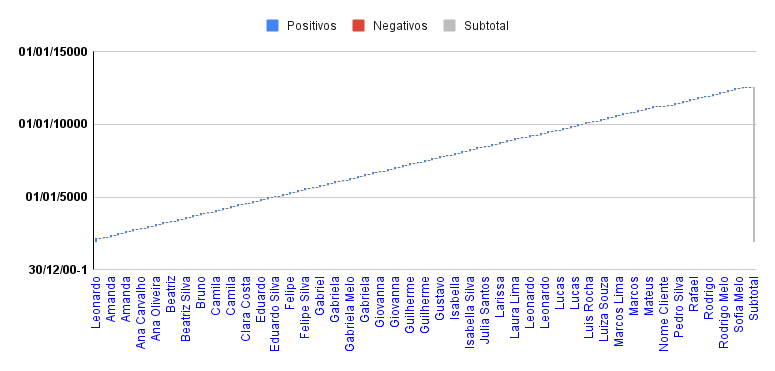 Positivos Negativos Subtotal
01/01/15000
01/01/10000
01/01/5000
30/12/00-1
Leonardo
Amanda
Amanda
Ana Carvalho
Ana Oliveira
Beatriz
Beatriz Silva
Bruno
Camila
Camila
Clara Costa
Eduardo
Eduardo Silva
Felipe
Felipe Silva
Gabriel
Gabriela
Gabriela Melo
Gabriela
Giovanna
Giovanna
Guilherme
Guilherme
Gustavo
Isabella
Isabella Silva
Julia Santos
Larissa
Laura Lima
Leonardo
Leonardo
Lucas
Lucas
Luis Rocha
Luiza Souza
Marcos Lima
Marcos
Mateus
Nome Cliente
Pedro Silva
Rafael
Rodrigo
Rodrigo Melo
Sofia Melo
Subtotal